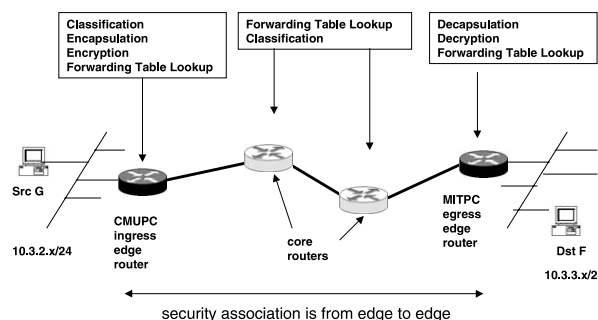 Classification
Encapsulation
Encryption
Forwarding Table Lookup
Forwarding Table Lookup
Classification
Decapsulation
Decryption
Forwarding Table Lookup
Src G
10.3.2.x/24
CMUPC
ingress
edge
router
core
routers
MITPC
egress
edge
router
Dst F
10.3.3.x/2
security association is from edge to edge